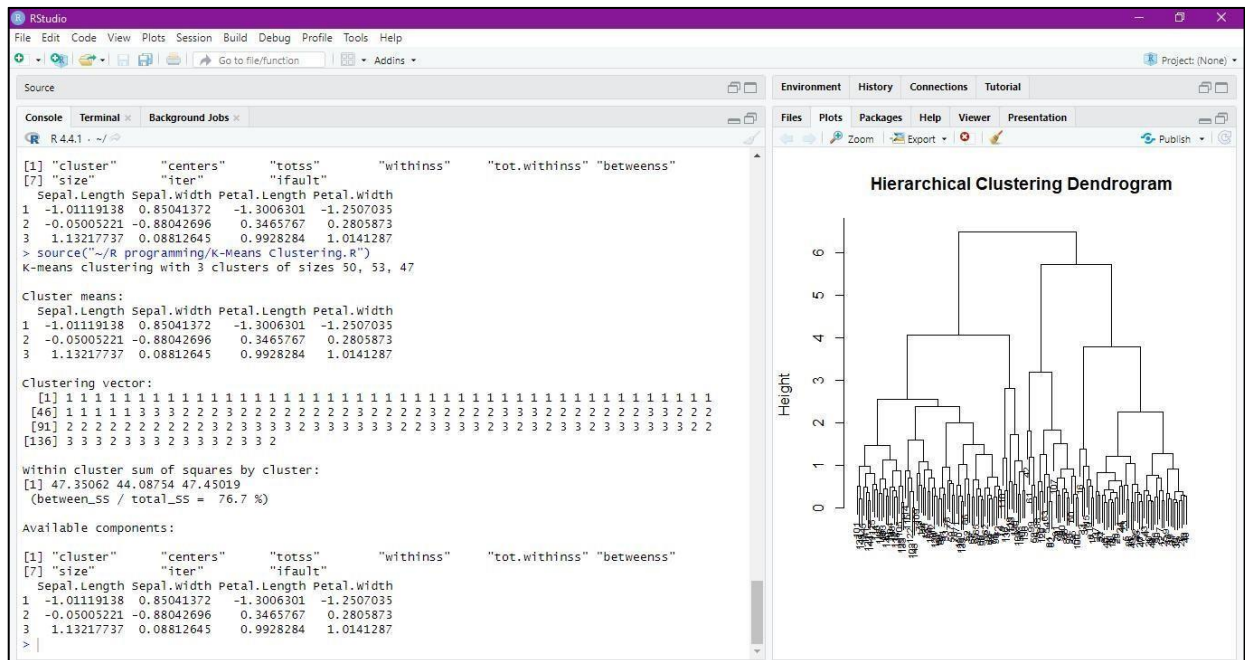 RStudio
File Edit Code View Plots Session Build Debug Profile Tools Help
Go to file/function Addins
Project: (None)
Source
Console Terminal Background Jobs
R 4.4.1 · ~/
[1] "cluster" "centers" "totss" "withinss" "tot.withinss" "betweenss"
[7] "size" "iter" "ifault"
Sepal.Length Sepal.Width Petal.Length Petal.Width
1 -1.01119138 0.85041372 -1.3006301 -1.2507035
2 -0.05005221 -0.88042696 0.3465767 0.2805873
3 1.13217737 0.08812645 0.9928284 1.0141287
> source("~/R programming/K-Means Clustering.R")
K-means clustering with 3 clusters of sizes 50, 53, 47
Cluster means:
Sepal.Length Sepal.Width Petal.Length Petal.Width
1 -1.01119138 0.85041372 -1.3006301 -1.2507035
2 -0.05005221 -0.88042696 0.3465767 0.2805873
3 1.13217737 0.08812645 0.9928284 1.0141287
Clustering vector:
[1] 1 1 1 1 1 1 1 1 1 1 1 1 1 1 1 1 1 1 1 1 1 1 1 1 1 1 1 1 1 1 1 1 1 1 1 1 1 1 1 1 1 1 1 1 1
[46] 1 1 1 1 1 3 3 3 2 2 2 3 2 2 2 2 2 2 2 2 3 2 2 2 2 3 2 2 2 2 3 3 3 2 2 2 2 2 2 2 3 3 2 2 2
[91] 2 2 2 2 2 2 2 2 2 2 3 2 3 3 3 3 2 3 3 3 3 3 3 2 2 3 3 3 3 2 3 2 3 2 3 3 2 3 3 3 3 3 3 2 2
[136] 3 3 3 2 3 3 3 2 3 3 3 2 3 3 2
Within cluster sum of squares by cluster:
[1] 47.35062 44.08754 47.45019
(between_SS / total_SS = 76.7 %)
Available components:
[1] "cluster" "centers" "totss" "withinss" "tot.withinss" "betweenss"
[7] "size" "iter" "ifault"
Sepal.Length Sepal.Width Petal.Length Petal.Width
1 -1.01119138 0.85041372 -1.3006301 -1.2507035
2 -0.05005221 -0.88042696 0.3465767 0.2805873
3 1.13217737 0.08812645 0.9928284 1.0141287
>
Environment History Connections Tutorial
Files Plots Packages Help Viewer Presentation
Zoom Export Publish
Hierarchical Clustering Dendrogram
Height
6
5
4
3
2
1
0
42
107
61
16